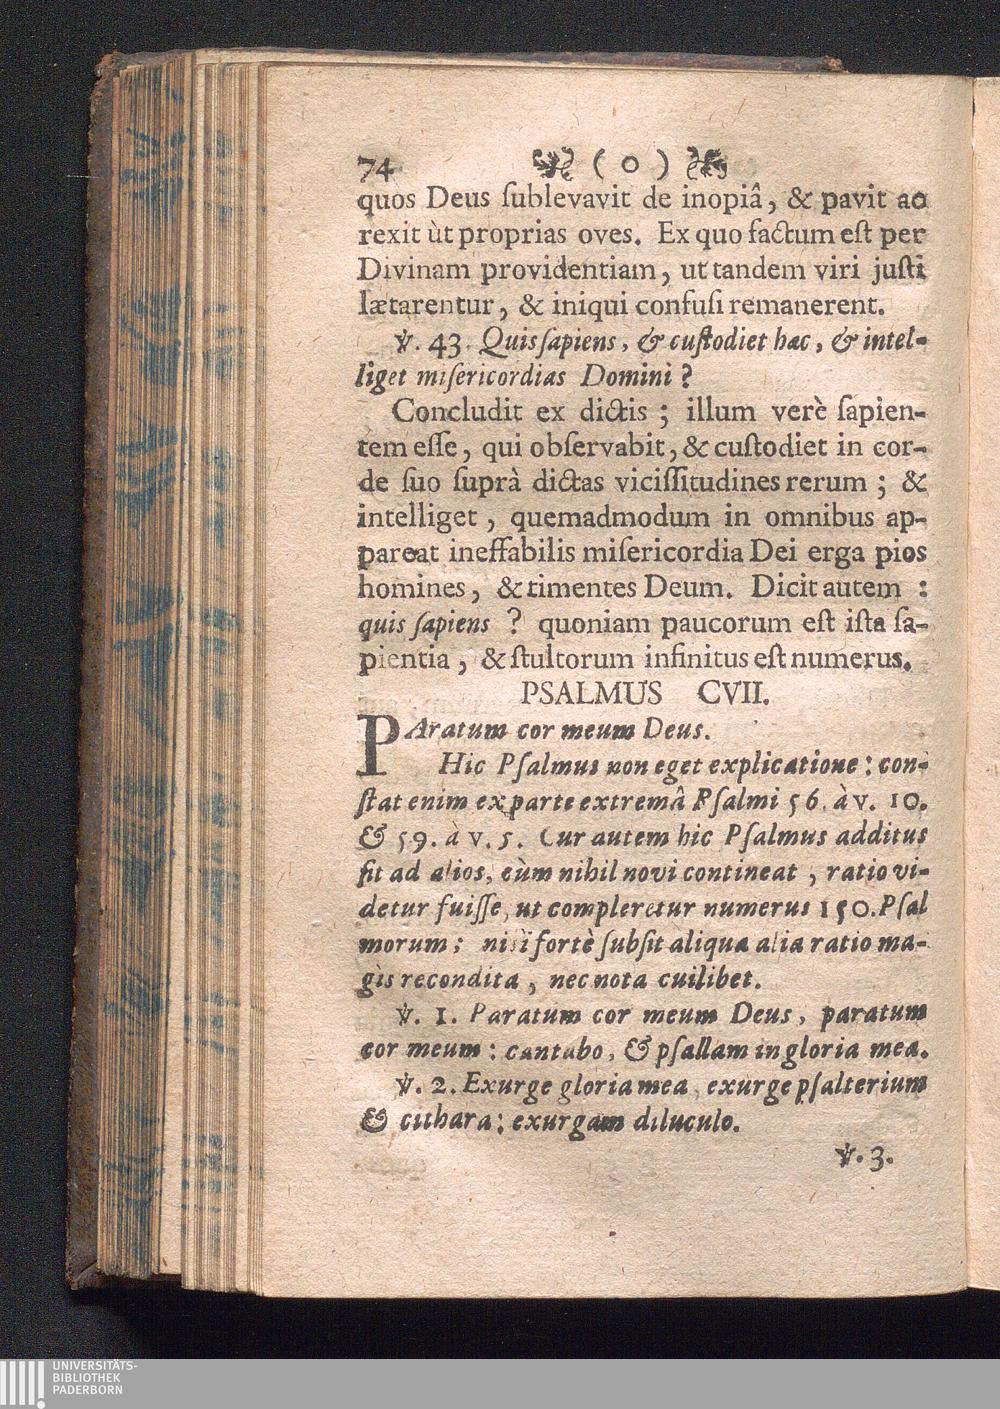 74 ( o )
quos Deus ſublevavit de inopiâ, & pavit ac
rexit ùt proprias oves. Ex quo factum eſt per
Divinam providentiam, ut tandem viri juſti
lætarentur, & iniqui confuſi remanerent.
℣. 43. Quis ſapiens, & cuſtodiet hæc, & intel-
liget miſericordias Domini?
Concludit ex dictis; illum verè ſapien-
tem eſſe, qui obſervabit, & cuſtodiet in cor-
de ſuo ſuprà dictas viciſſitudines rerum; &
intelliget, quemadmodum in omnibus ap-
pareat ineffabilis miſericordia Dei erga pios
homines, & timentes Deum. Dicit autem:
quis ſapiens? quoniam paucorum eſt iſta ſa-
pientia, & ſtultorum infinitus eſt numerus.
PSALMUS CVII.
PAratum cor meum Deus.
Hic Pſalmus non eget explicatione: con-
ſtat enim ex parte extremâ Pſalmi 56. à v. 10.
& 59. à v. 5. Cur autem hic Pſalmus additus
ſit ad alios, cùm nihil novi contineat, ratio vi-
detur fuiſſe, ut compleretur numerus 150. Pſal
morum; niſi fortè ſubſit aliqua alia ratio ma-
gis recondita, nec nota cuilibet.
℣. 1. Paratum cor meum Deus, paratum
cor meum: cantabo, & pſallam in gloria mea.
℣. 2. Exurge gloria mea, exurge pſalterium
& cithara; exurgam diluculo.
℣. 3.
UNIVERSITÄTS-
BIBLIOTHEK
PADERBORN